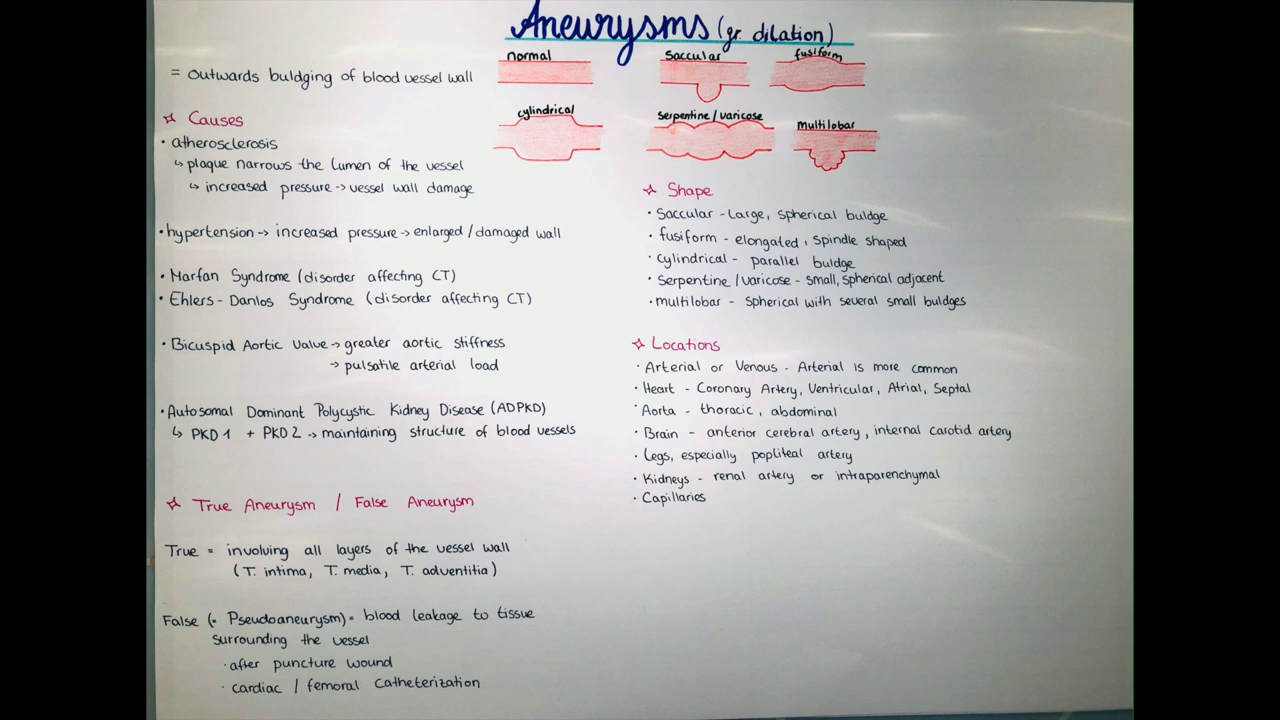 Aneurysms (gr. dilation)
= outwards buldging of blood vessel wall
normal
Saccular
fusiform
cylindrical
serpentine / varicose
multilobar
Causes
• atherosclerosis
↳ plaque narrows the lumen of the vessel
↳ increased pressure → vessel wall damage
• hypertension → increased pressure → enlarged / damaged wall
• Marfan Syndrome (disorder affecting CT)
• Ehlers - Danlos Syndrome (disorder affecting CT)
• Bicuspid Aortic Valve → greater aortic stiffness
→ pulsatile arterial load
• Autosomal Dominant Polycystic Kidney Disease (ADPKD)
↳ PKD 1 + PKD 2 → maintaining structure of blood vessels
True Aneurysm / False Aneurysm
True = involving all layers of the vessel wall
(T. intima, T. media, T. adventitia)
False (= Pseudoaneurysm) = blood leakage to tissue
surrounding the vessel
· after puncture wound
· cardiac / femoral catheterization
Shape
• Saccular - Large, spherical buldge
• fusiform - elongated, spindle shaped
• cylindrical - parallel buldge
• Serpentine / varicose - small, spherical adjacent
• multilobar - Spherical with several small buldges
Locations
• Arterial or Venous - Arterial is more common
• Heart - Coronary Artery, Ventricular, Atrial, Septal
• Aorta - thoracic, abdominal
• Brain - anterior cerebral artery, internal carotid artery
• Legs, especially popliteal artery
• Kidneys - renal artery or intraparenchymal
• Capillaries